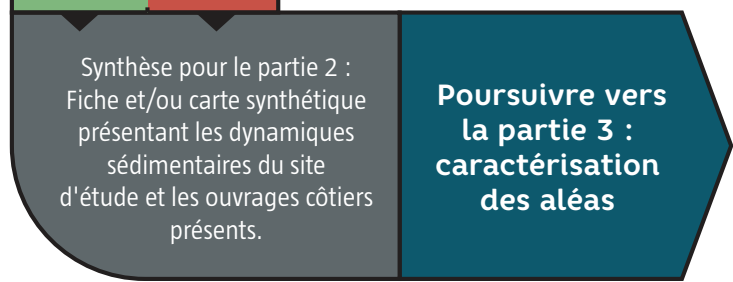 Synthèse pour le partie 2 :
Fiche et/ou carte synthétique
présentant les dynamiques
sédimentaires du site
d'étude et les ouvrages côtiers
présents.
Poursuivre vers
la partie 3 :
caractérisation
des aléas